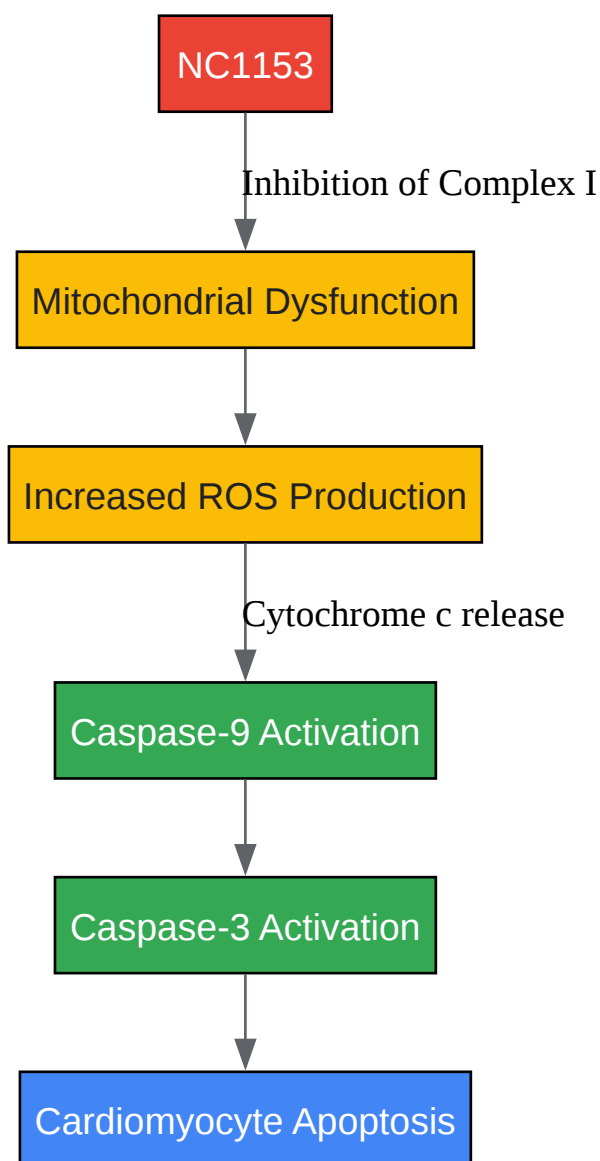 NC1153
Inhibition of Complex I
Mitochondrial Dysfunction
Increased ROS Production
Cytochrome c release
Caspase-9 Activation
Caspase-3 Activation
Cardiomyocyte Apoptosis